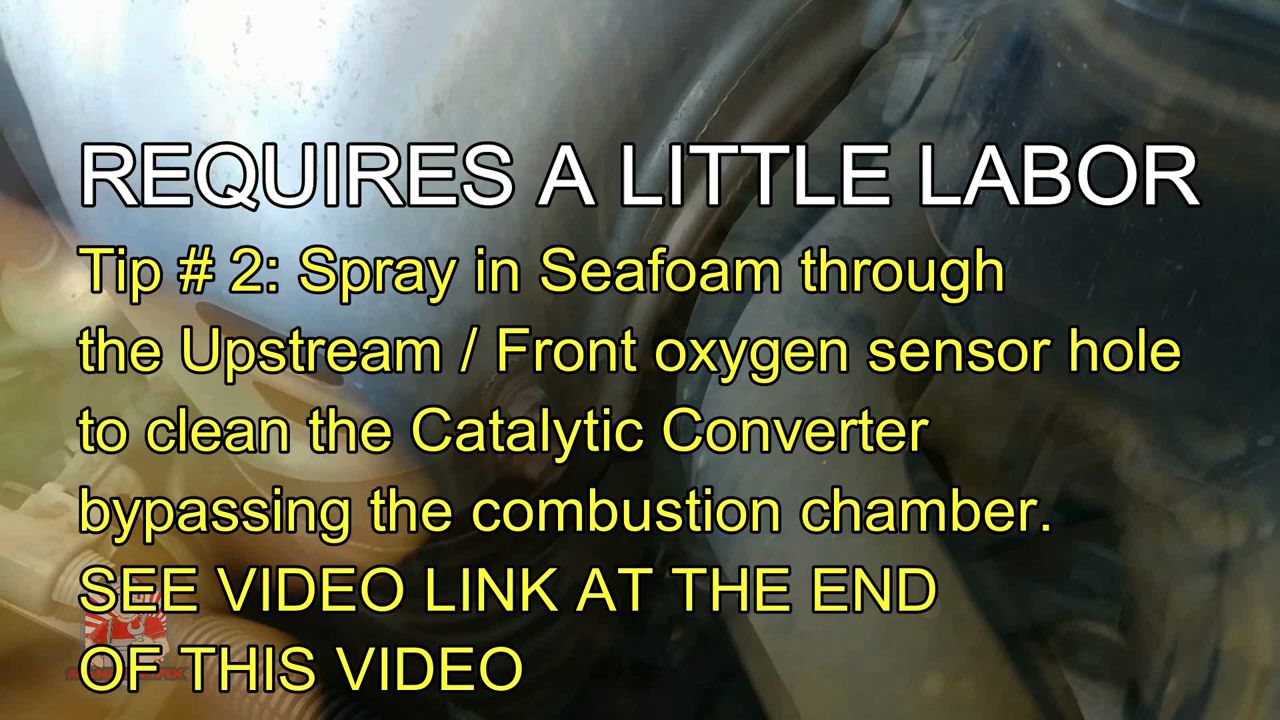 REQUIRES A LITTLE LABOR
Tip # 2: Spray in Seafoam through
the Upstream / Front oxygen sensor hole
to clean the Catalytic Converter
bypassing the combustion chamber.
SEE VIDEO LINK AT THE END
OF THIS VIDEO